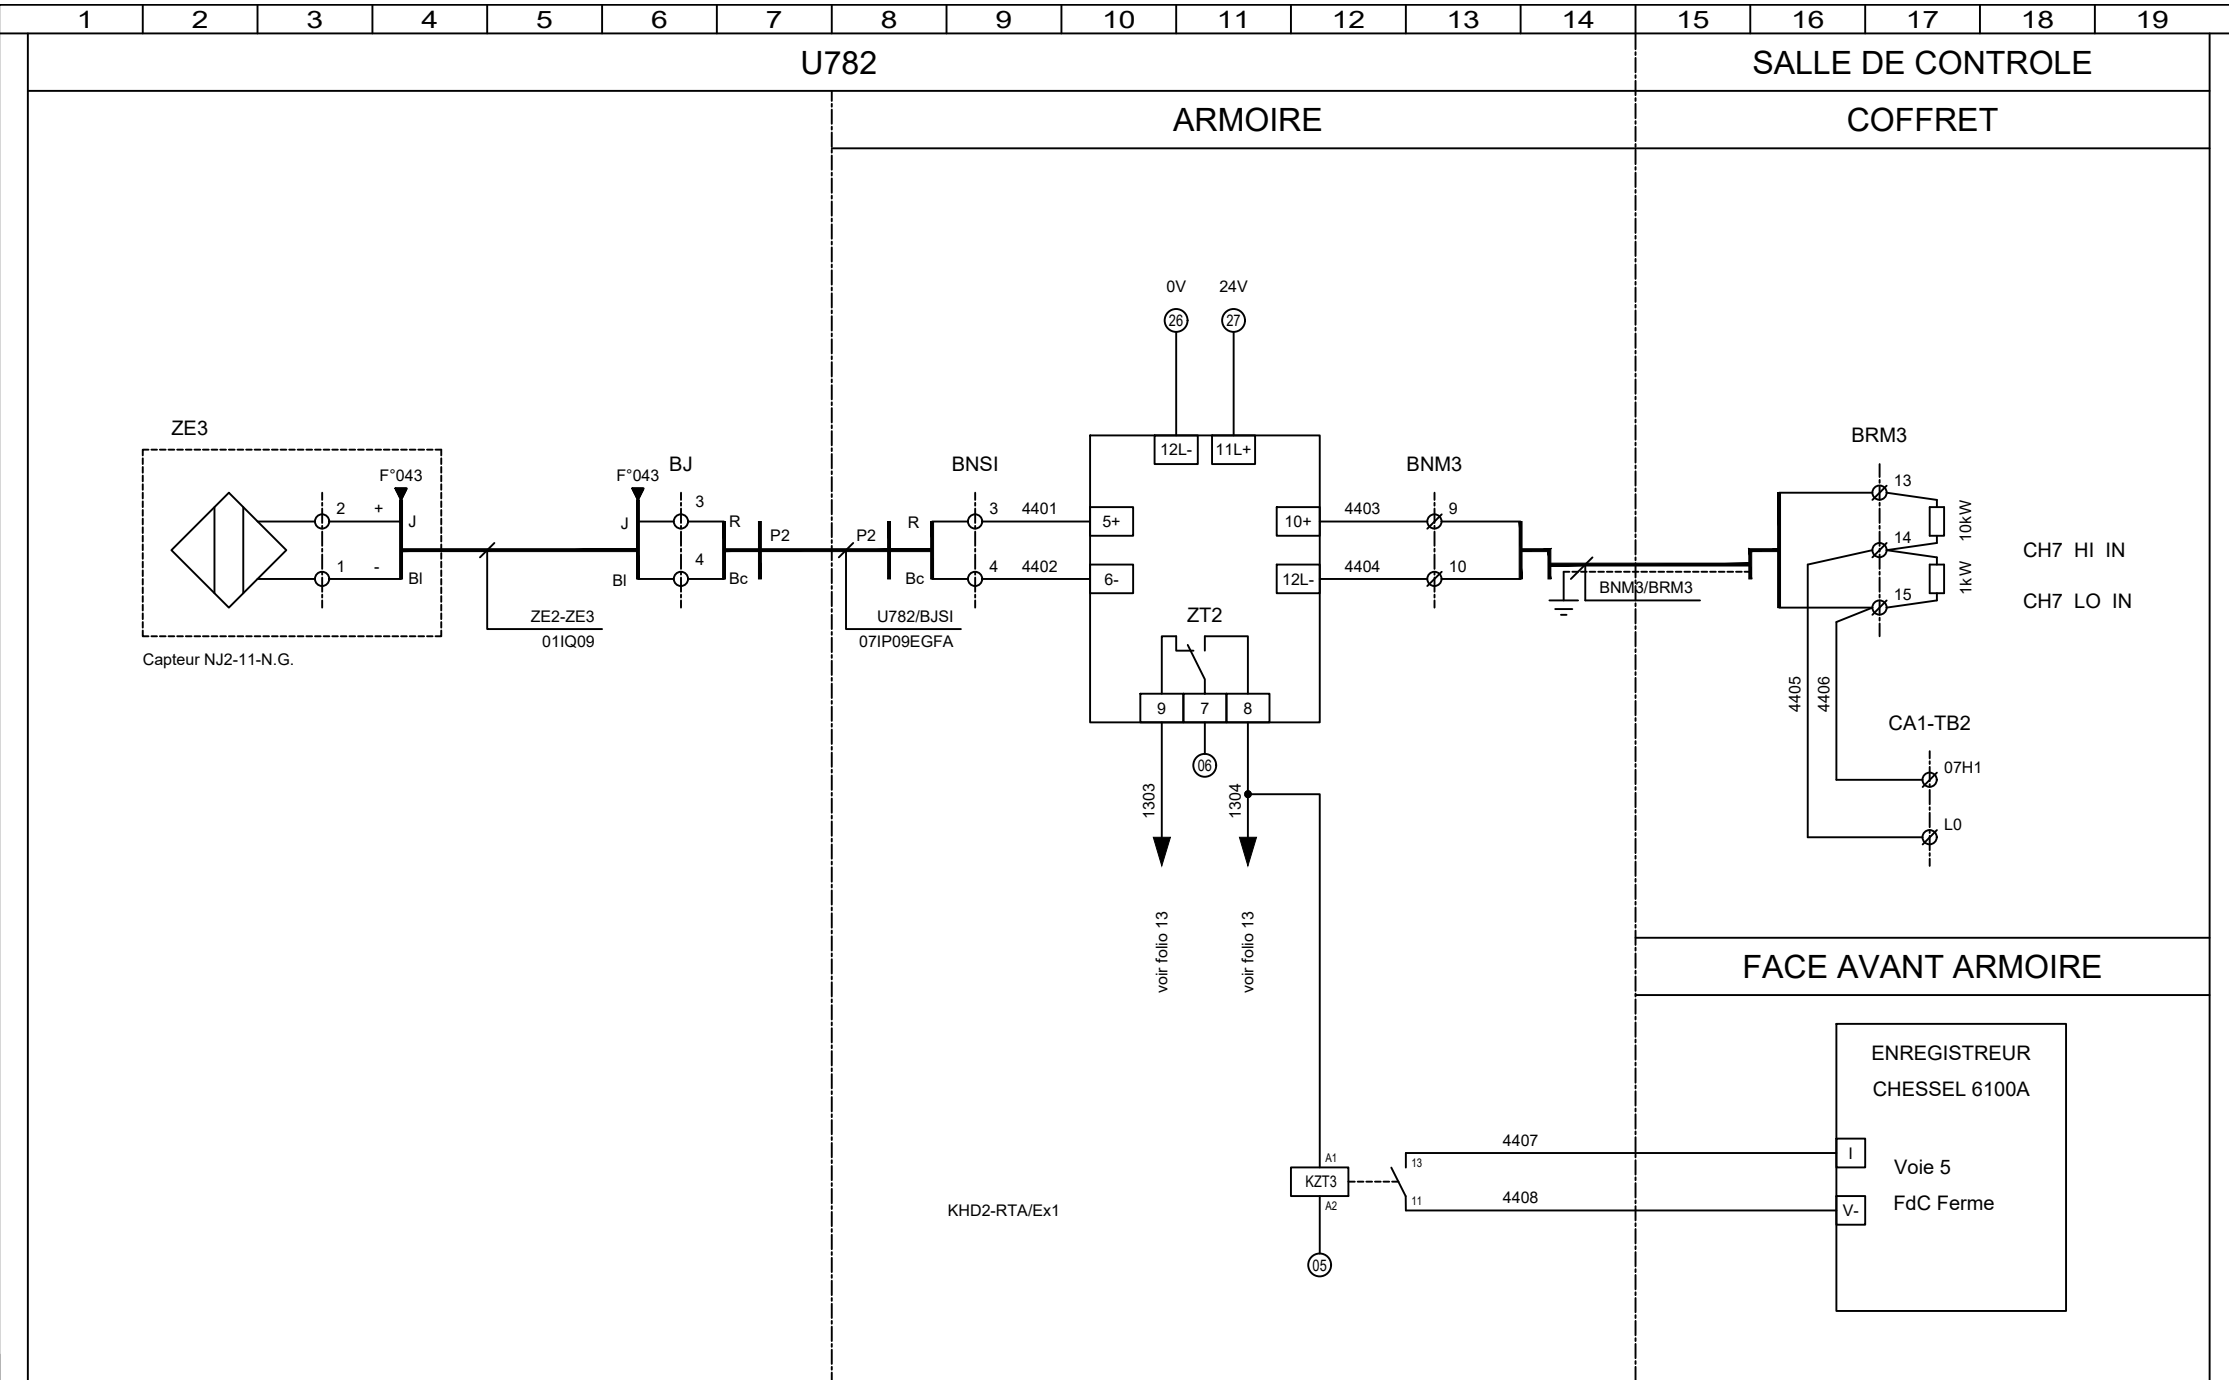 1 2 3 4 5 6 7 8 9 10 11 12 13 14 15 16 17 18 19
U782
SALLE DE CONTROLE
ARMOIRE
COFFRET
0V 24V
26 27
12L- 11L+
ZE3
F°043
2 +
J
1 -
Bl
Capteur NJ2-11-N.G.
ZE2-ZE3
01IQ09
F°043
BJ
J
3
R
Bl
4
Bc
P2
P2
R
Bc
U782/BJSI
07IP09EGFA
BNSI
3 4401
4 4402
5+
6-
10+
12L-
ZT2
9 7 8
06
1303
1304
voir folio 13
voir folio 13
BNM3
4403 9
4404 10
BNM3/BRM3
BRM3
13
10kW
14
1kW
15
CH7 HI IN
CH7 LO IN
4405
4406
CA1-TB2
07H1
L0
FACE AVANT ARMOIRE
ENREGISTREUR
CHESSEL 6100A
I
Voie 5
V-
FdC Ferme
4407
4408
13
11
A1
KZT3
A2
05
KHD2-RTA/Ex1